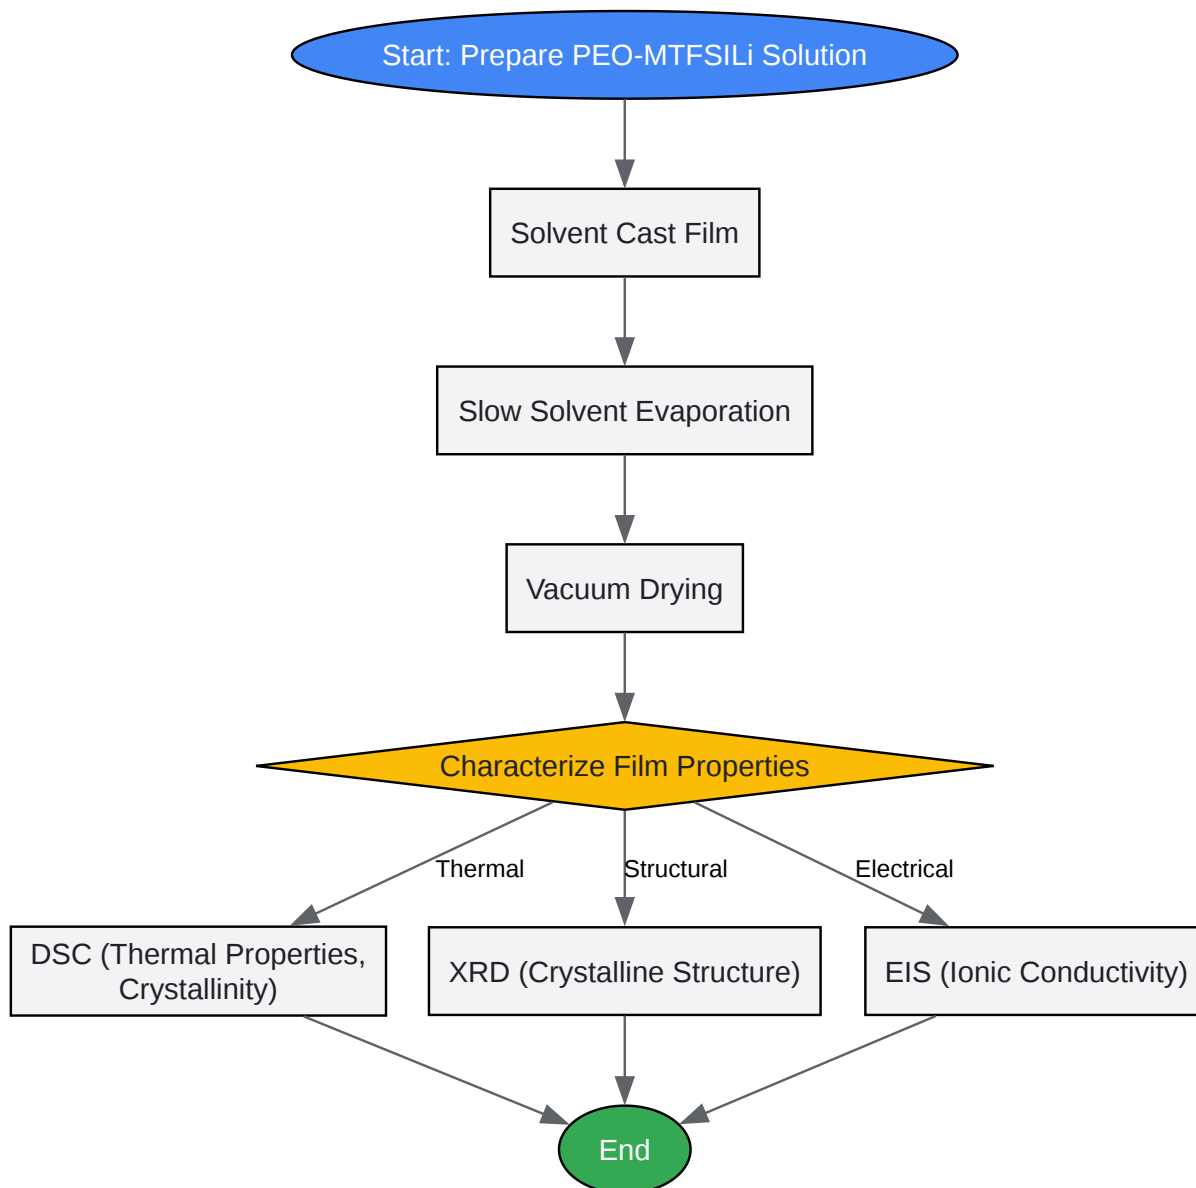 Start: Prepare PEO-MTFSILi Solution
Solvent Cast Film
Slow Solvent Evaporation
Vacuum Drying
Characterize Film Properties
Thermal
Structural
Electrical
DSC (Thermal Properties,
Crystallinity)
XRD (Crystalline Structure)
EIS (Ionic Conductivity)
End